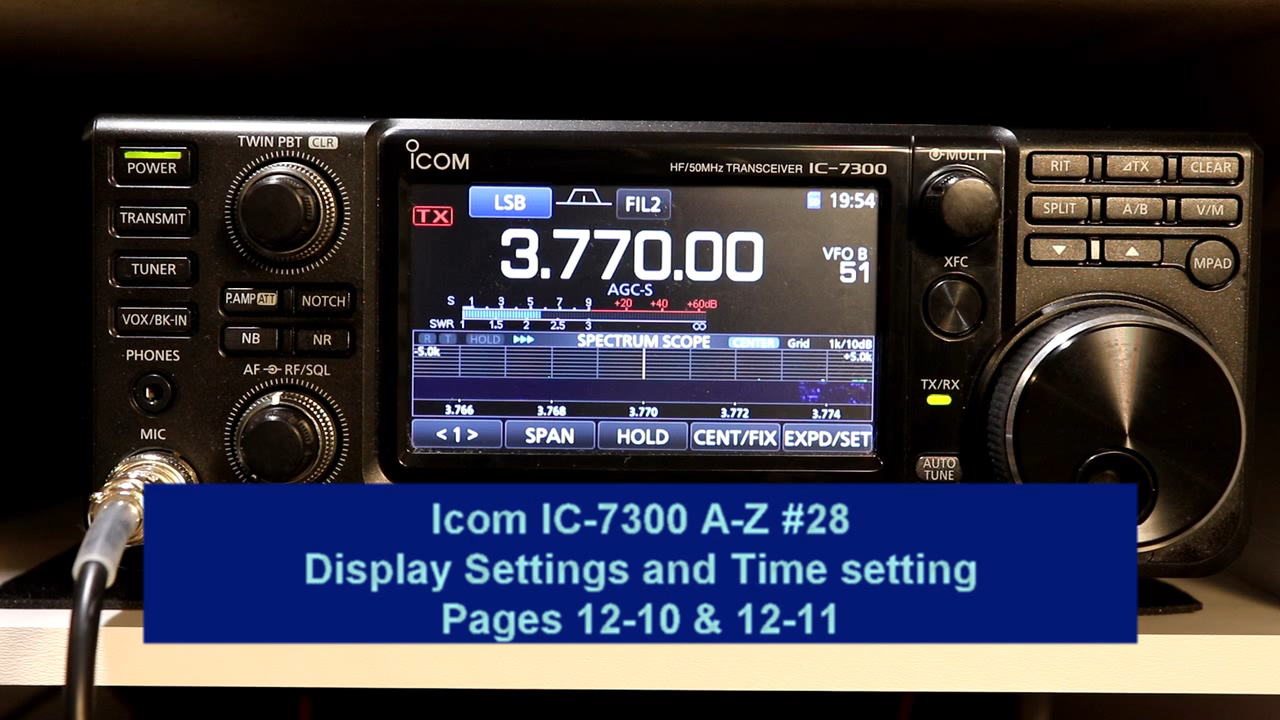 TWIN PBT CLR
POWER
TRANSMIT
TUNER
VOX/BK-IN
PHONES
MIC
P.AMP ATT
NOTCH
NB
NR
AF RF/SQL
ICOM
HF/50MHz TRANSCEIVER IC-7300
TX
LSB
FIL2
19:54
3.770.00
VFO B
51
AGC-S
S 1 3 5 7 9 +20 +40 +60dB
SWR 1 1.5 2 2.5 3 ∞
R T HOLD SPECTRUM SCOPE CENTER Grid 1k/10dB
-5.0k +5.0k
3.766 3.768 3.770 3.772 3.774
< 1 > SPAN HOLD CENT/FIX EXPD/SET
MULTI
XFC
TX/RX
AUTO
TUNE
RIT ⊿TX CLEAR
SPLIT A/B V/M
▼ ▲ MPAD
Icom IC-7300 A-Z #28
Display Settings and Time setting
Pages 12-10 & 12-11